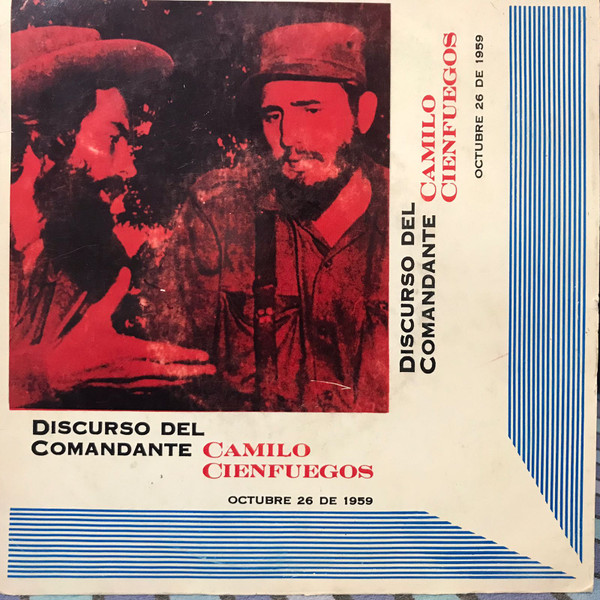 DISCURSO DEL
COMANDANTE CAMILO
CIENFUEGOS
OCTUBRE 26 DE 1959
DISCURSO DEL
COMANDANTE CAMILO
CIENFUEGOS
OCTUBRE 26 DE 1959